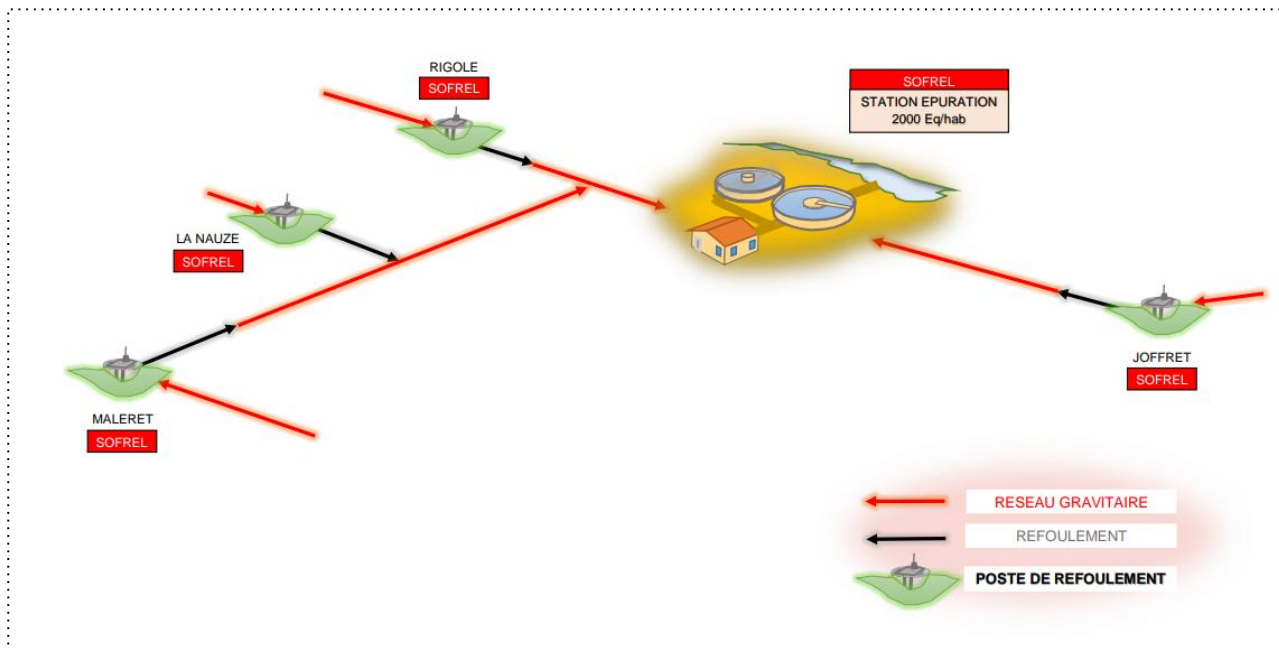 RIGOLE
SOFREL
SOFREL
STATION EPURATION
2000 Eq/hab
LA NAUZE
SOFREL
JOFFRET
SOFREL
MALERET
SOFREL
RESEAU GRAVITAIRE
REFOULEMENT
POSTE DE REFOULEMENT